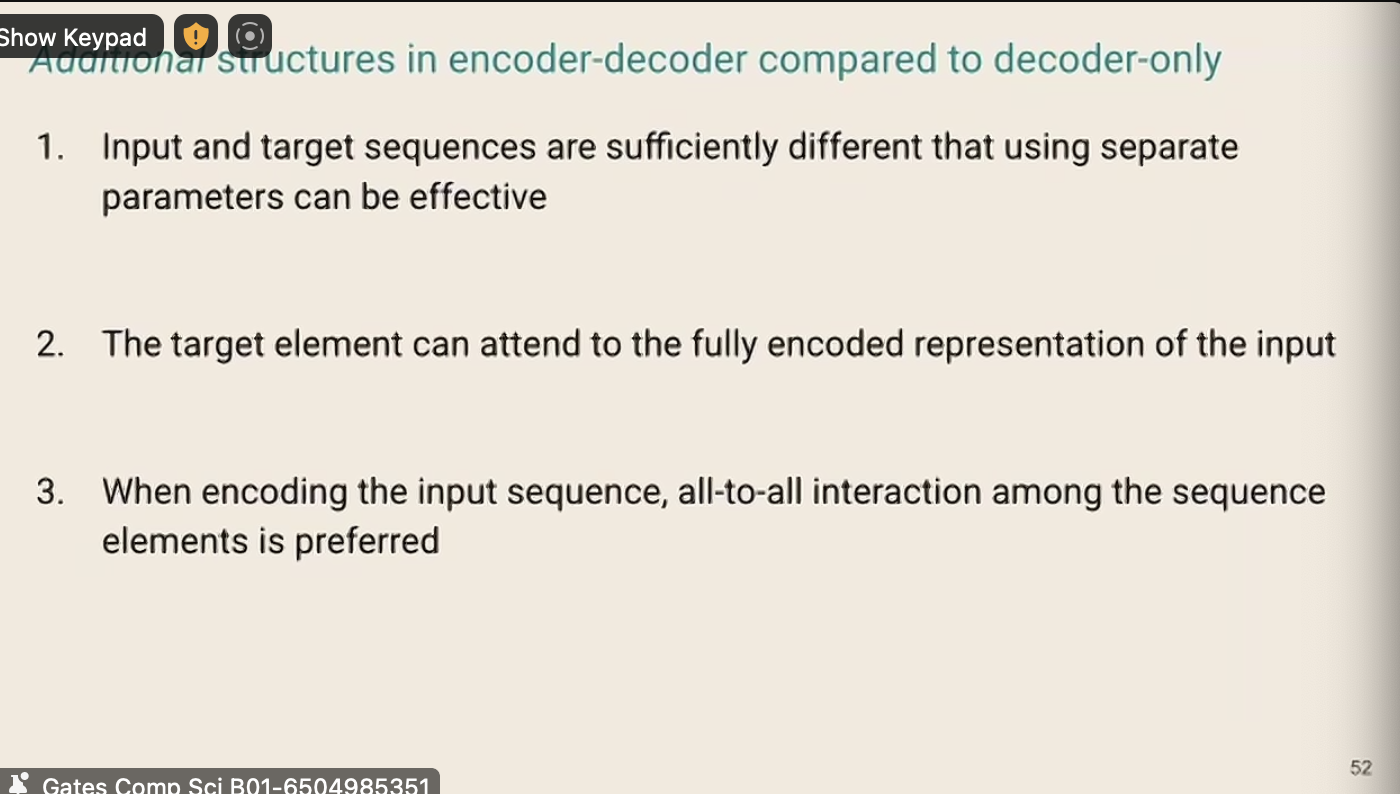 Show Keypad
Additional structures in encoder-decoder compared to decoder-only
1. Input and target sequences are sufficiently different that using separate
parameters can be effective
2. The target element can attend to the fully encoded representation of the input
3. When encoding the input sequence, all-to-all interaction among the sequence
elements is preferred
52
Gates Comp Sci B01-6504985351